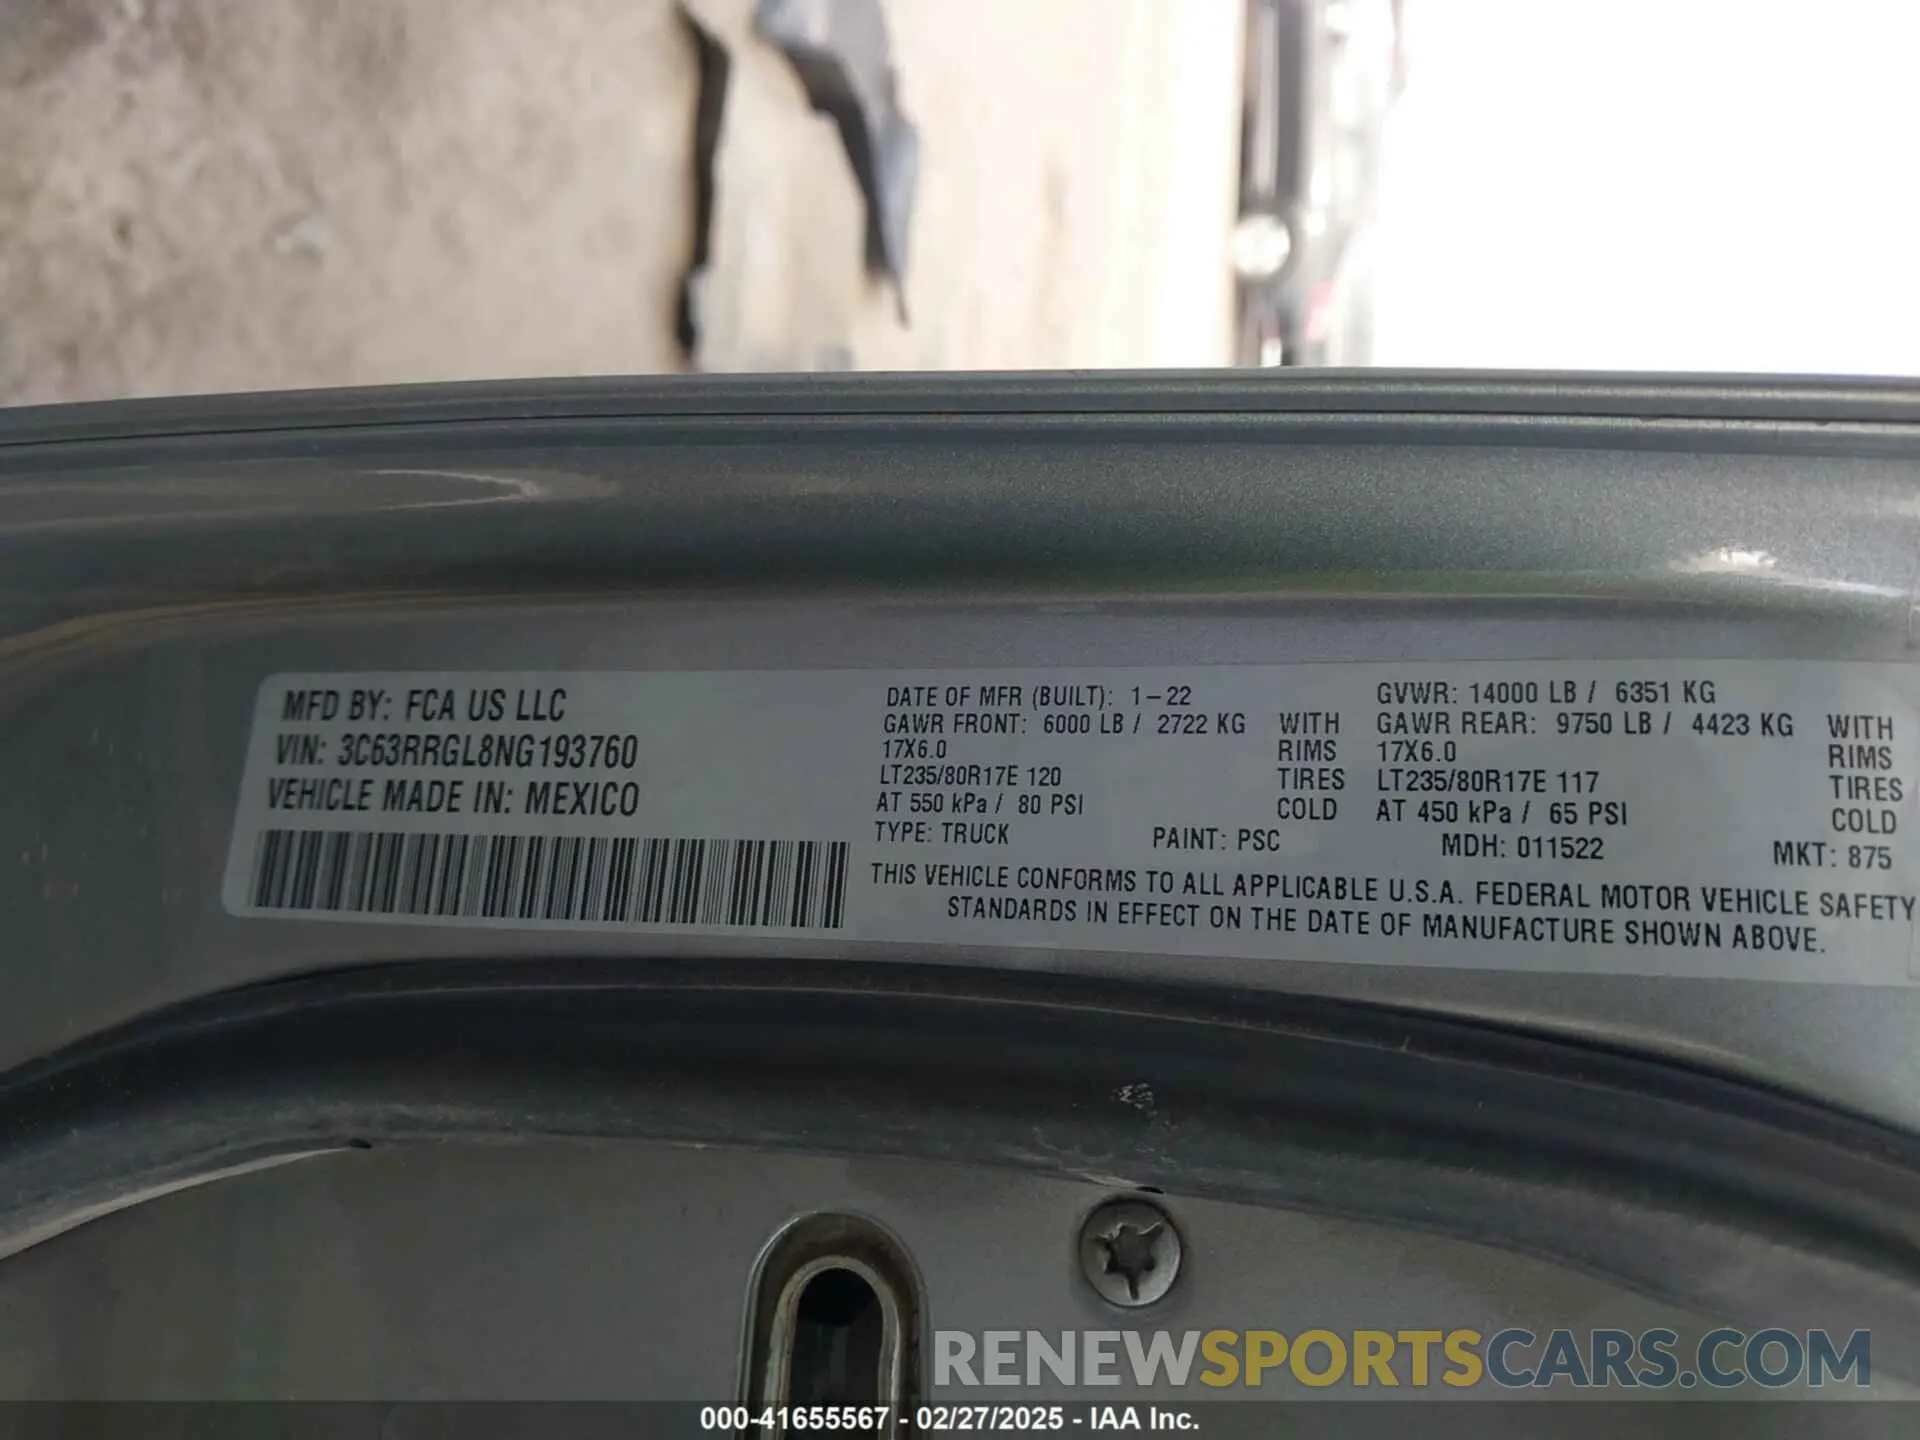 MFD BY: FCA US LLC
VIN: 3C63RRGL8NG193760
VEHICLE MADE IN: MEXICO
DATE OF MFR (BUILT): 1-22
GVWR: 14000 LB / 6351 KG
GAWR FRONT: 6000 LB / 2722 KG WITH
GAWR REAR: 9750 LB / 4423 KG WITH
17X6.0 RIMS
17X6.0 RIMS
LT235/80R17E 120 TIRES
LT235/80R17E 117 TIRES
AT 550 kPa / 80 PSI COLD
AT 450 kPa / 65 PSI COLD
TYPE: TRUCK PAINT: PSC MDH: 011522 MKT: 875
THIS VEHICLE CONFORMS TO ALL APPLICABLE U.S.A. FEDERAL MOTOR VEHICLE SAFETY
STANDARDS IN EFFECT ON THE DATE OF MANUFACTURE SHOWN ABOVE.
RENEWSPORTSCARS.COM
000-41655567 - 02/27/2025 - IAA Inc.